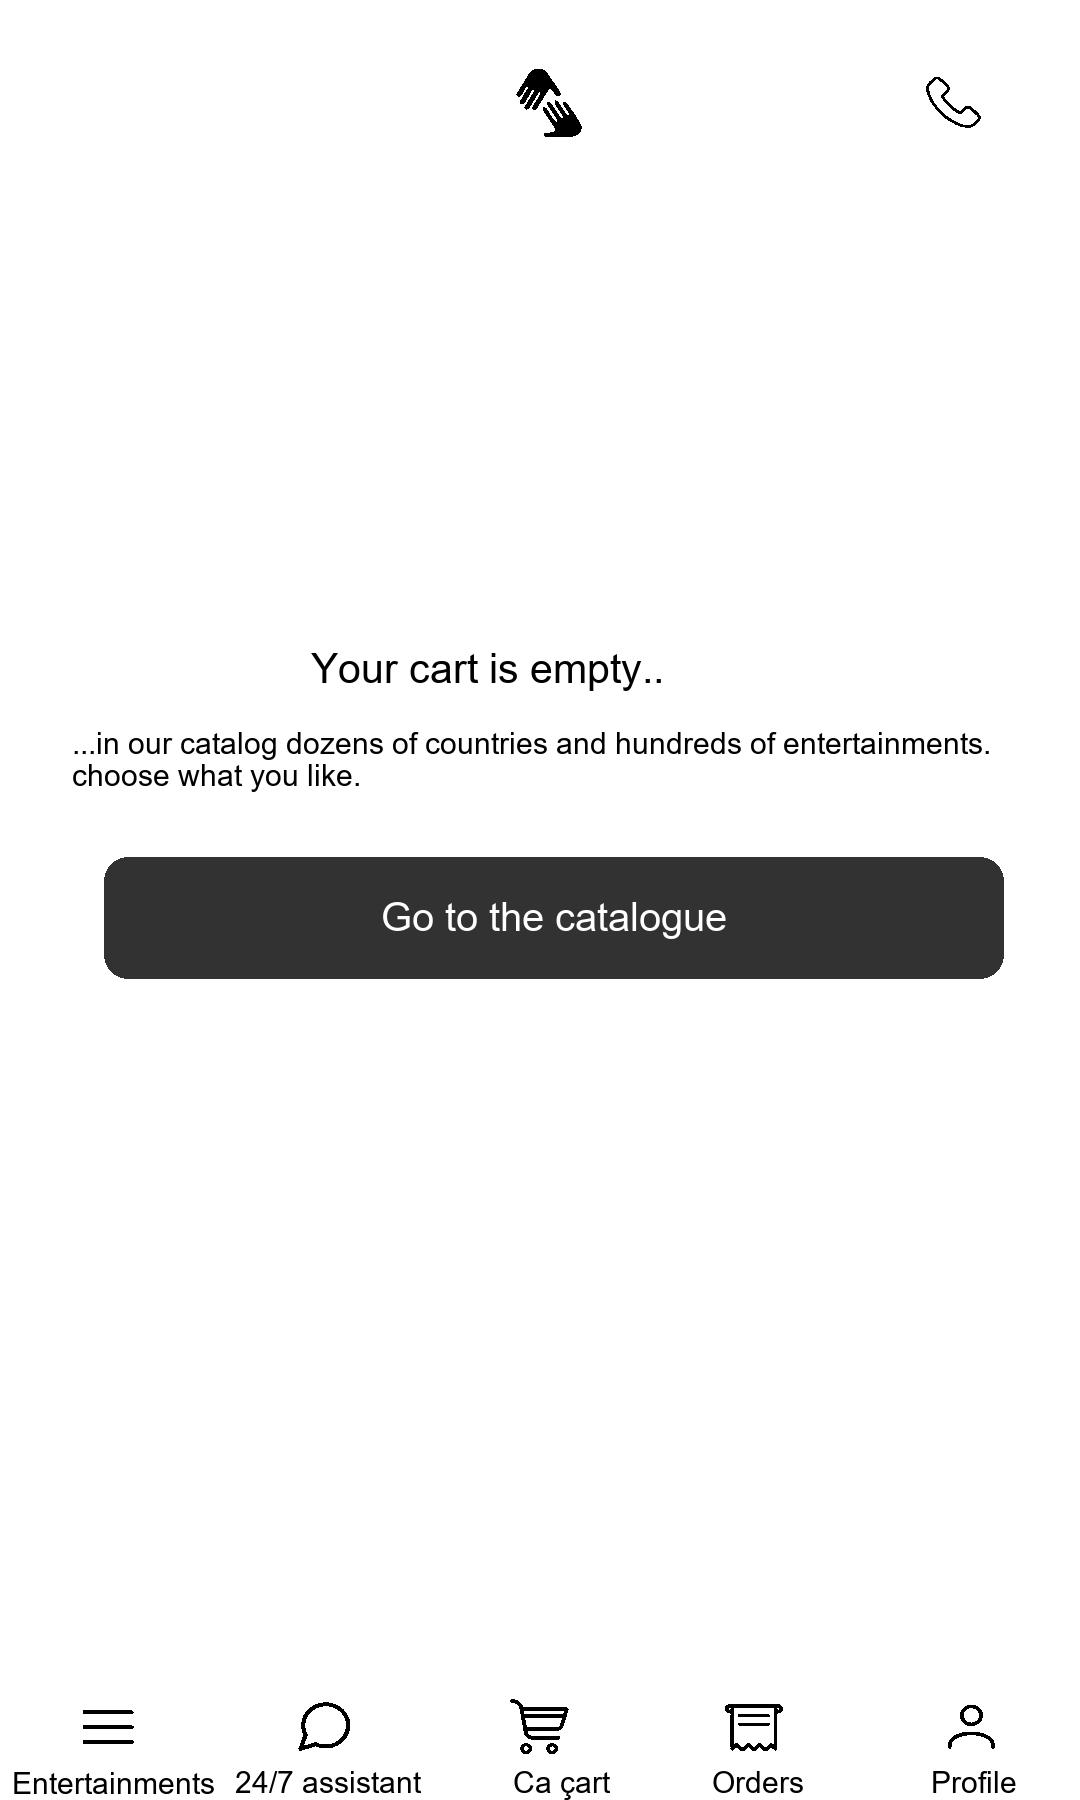 Your cart is empty..
...in our catalog dozens of countries and hundreds of entertainments.
choose what you like.
Go to the catalogue
Entertainments 24/7 assistant Ca çart Orders Profile